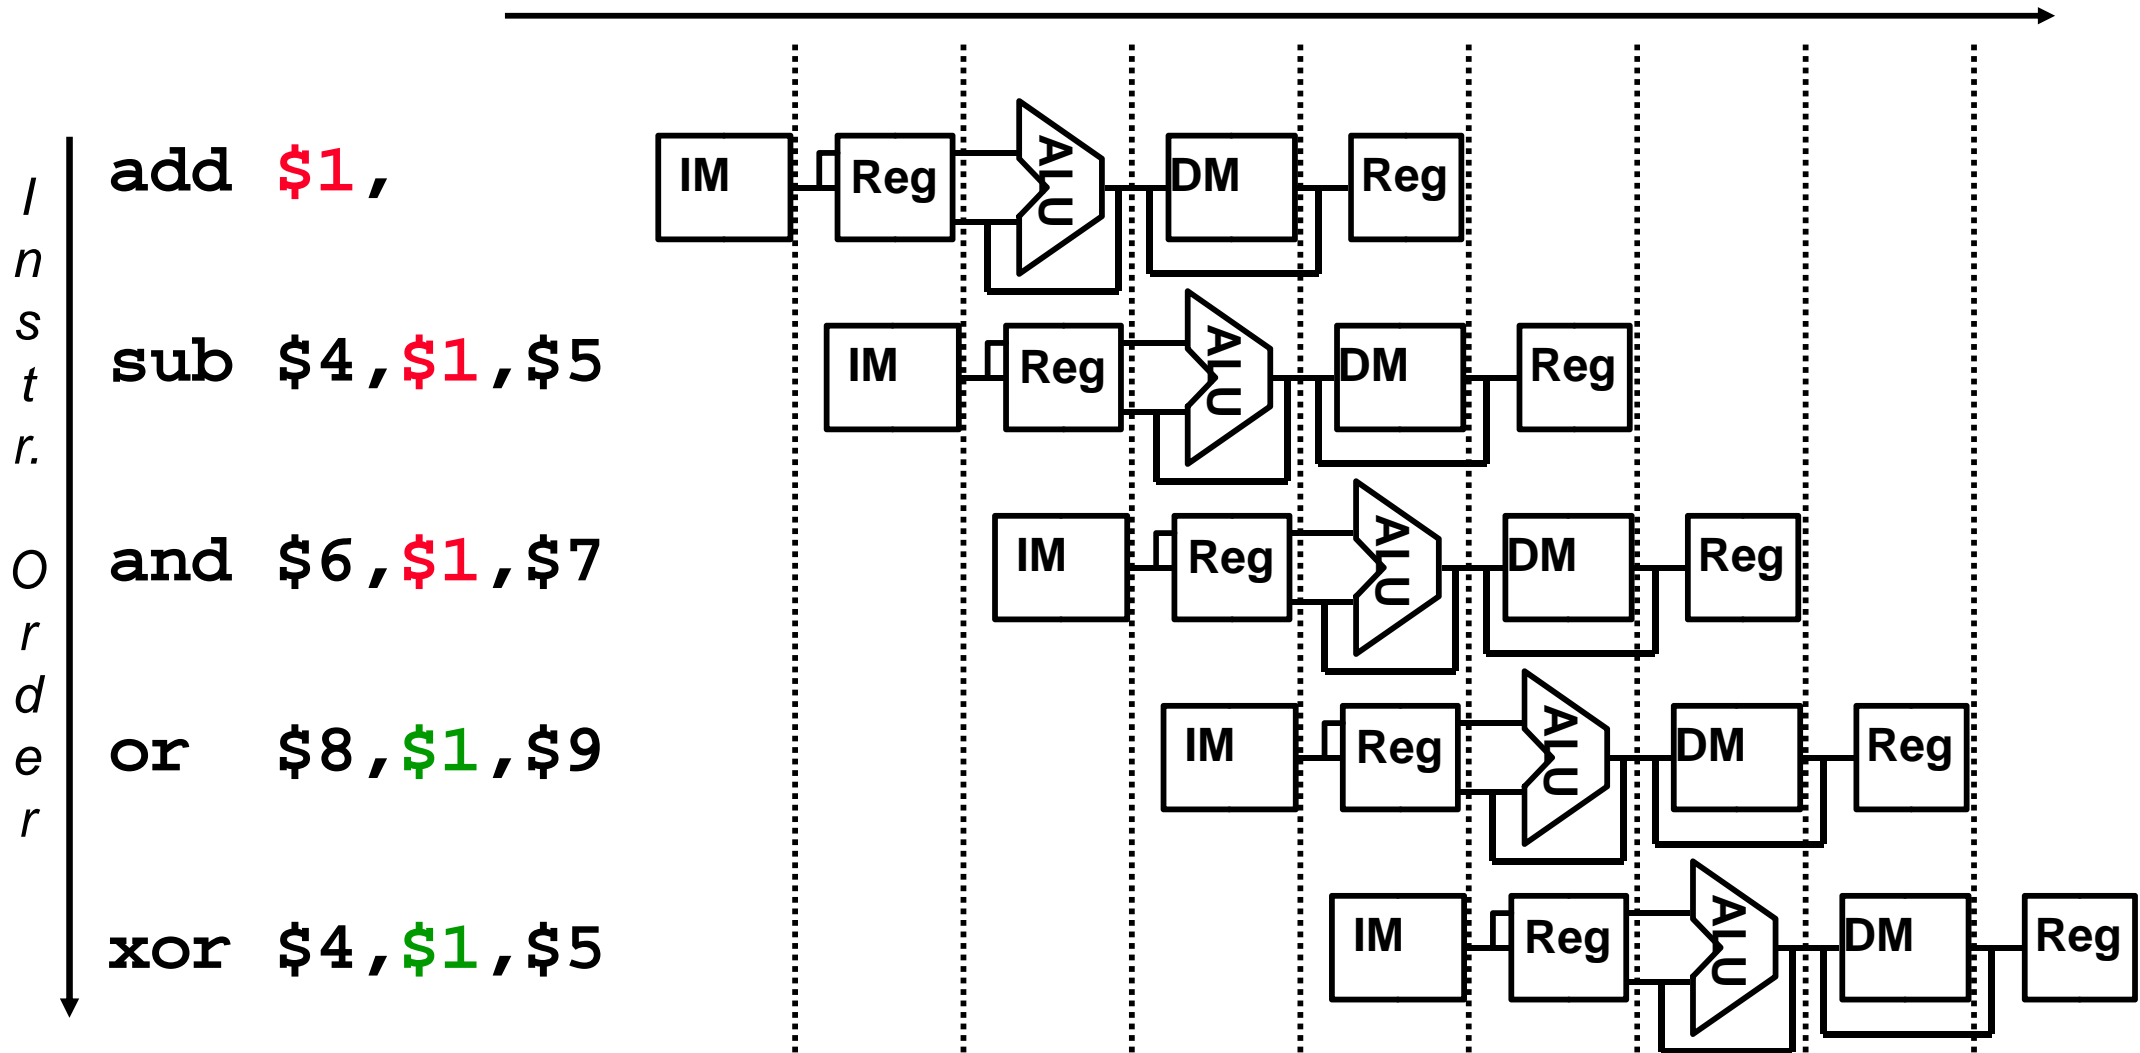 Instr. Order
add $1,
IM Reg ALU DM Reg
sub $4,$1,$5
IM Reg ALU DM Reg
and $6,$1,$7
IM Reg ALU DM Reg
or $8,$1,$9
IM Reg ALU DM Reg
xor $4,$1,$5
IM Reg ALU DM Reg